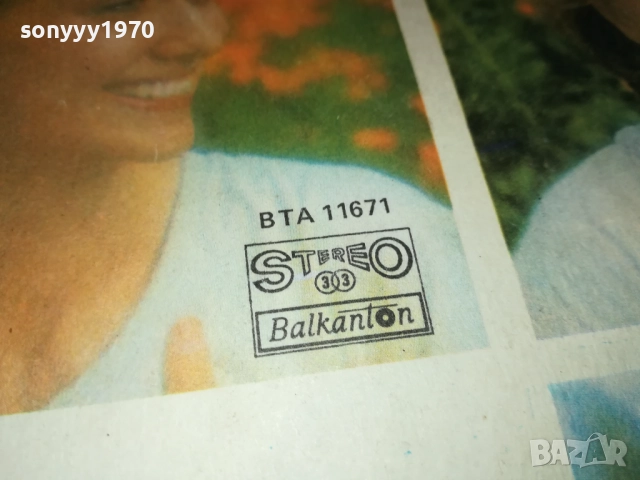 sonyyy1970
BTA 11671
STEREO
33
Balkanton
BAZAR